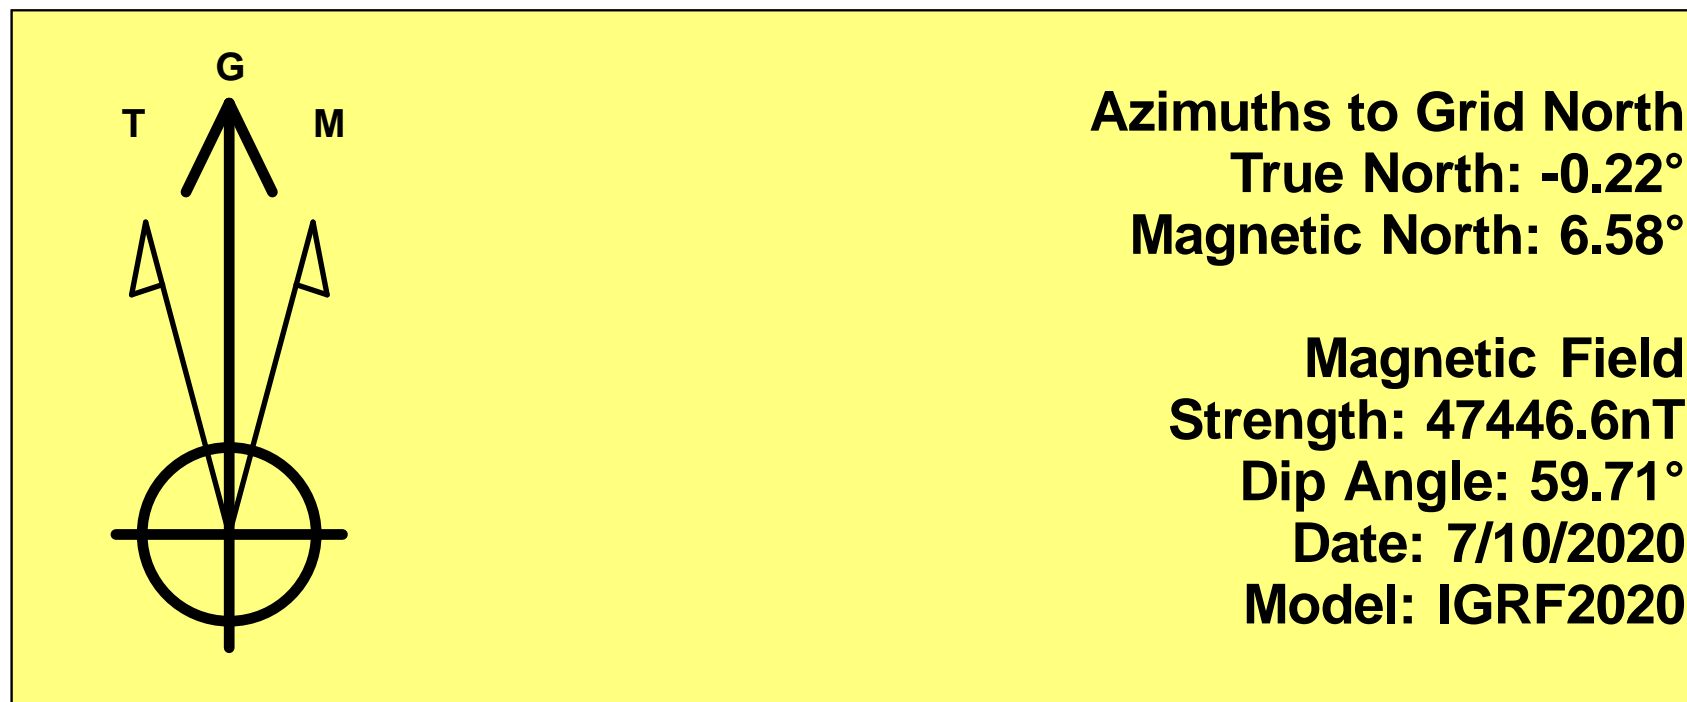 G
T
M
Azimuths to Grid North
True North: -0.22°
Magnetic North: 6.58°
Magnetic Field
Strength: 47446.6nT
Dip Angle: 59.71°
Date: 7/10/2020
Model: IGRF2020